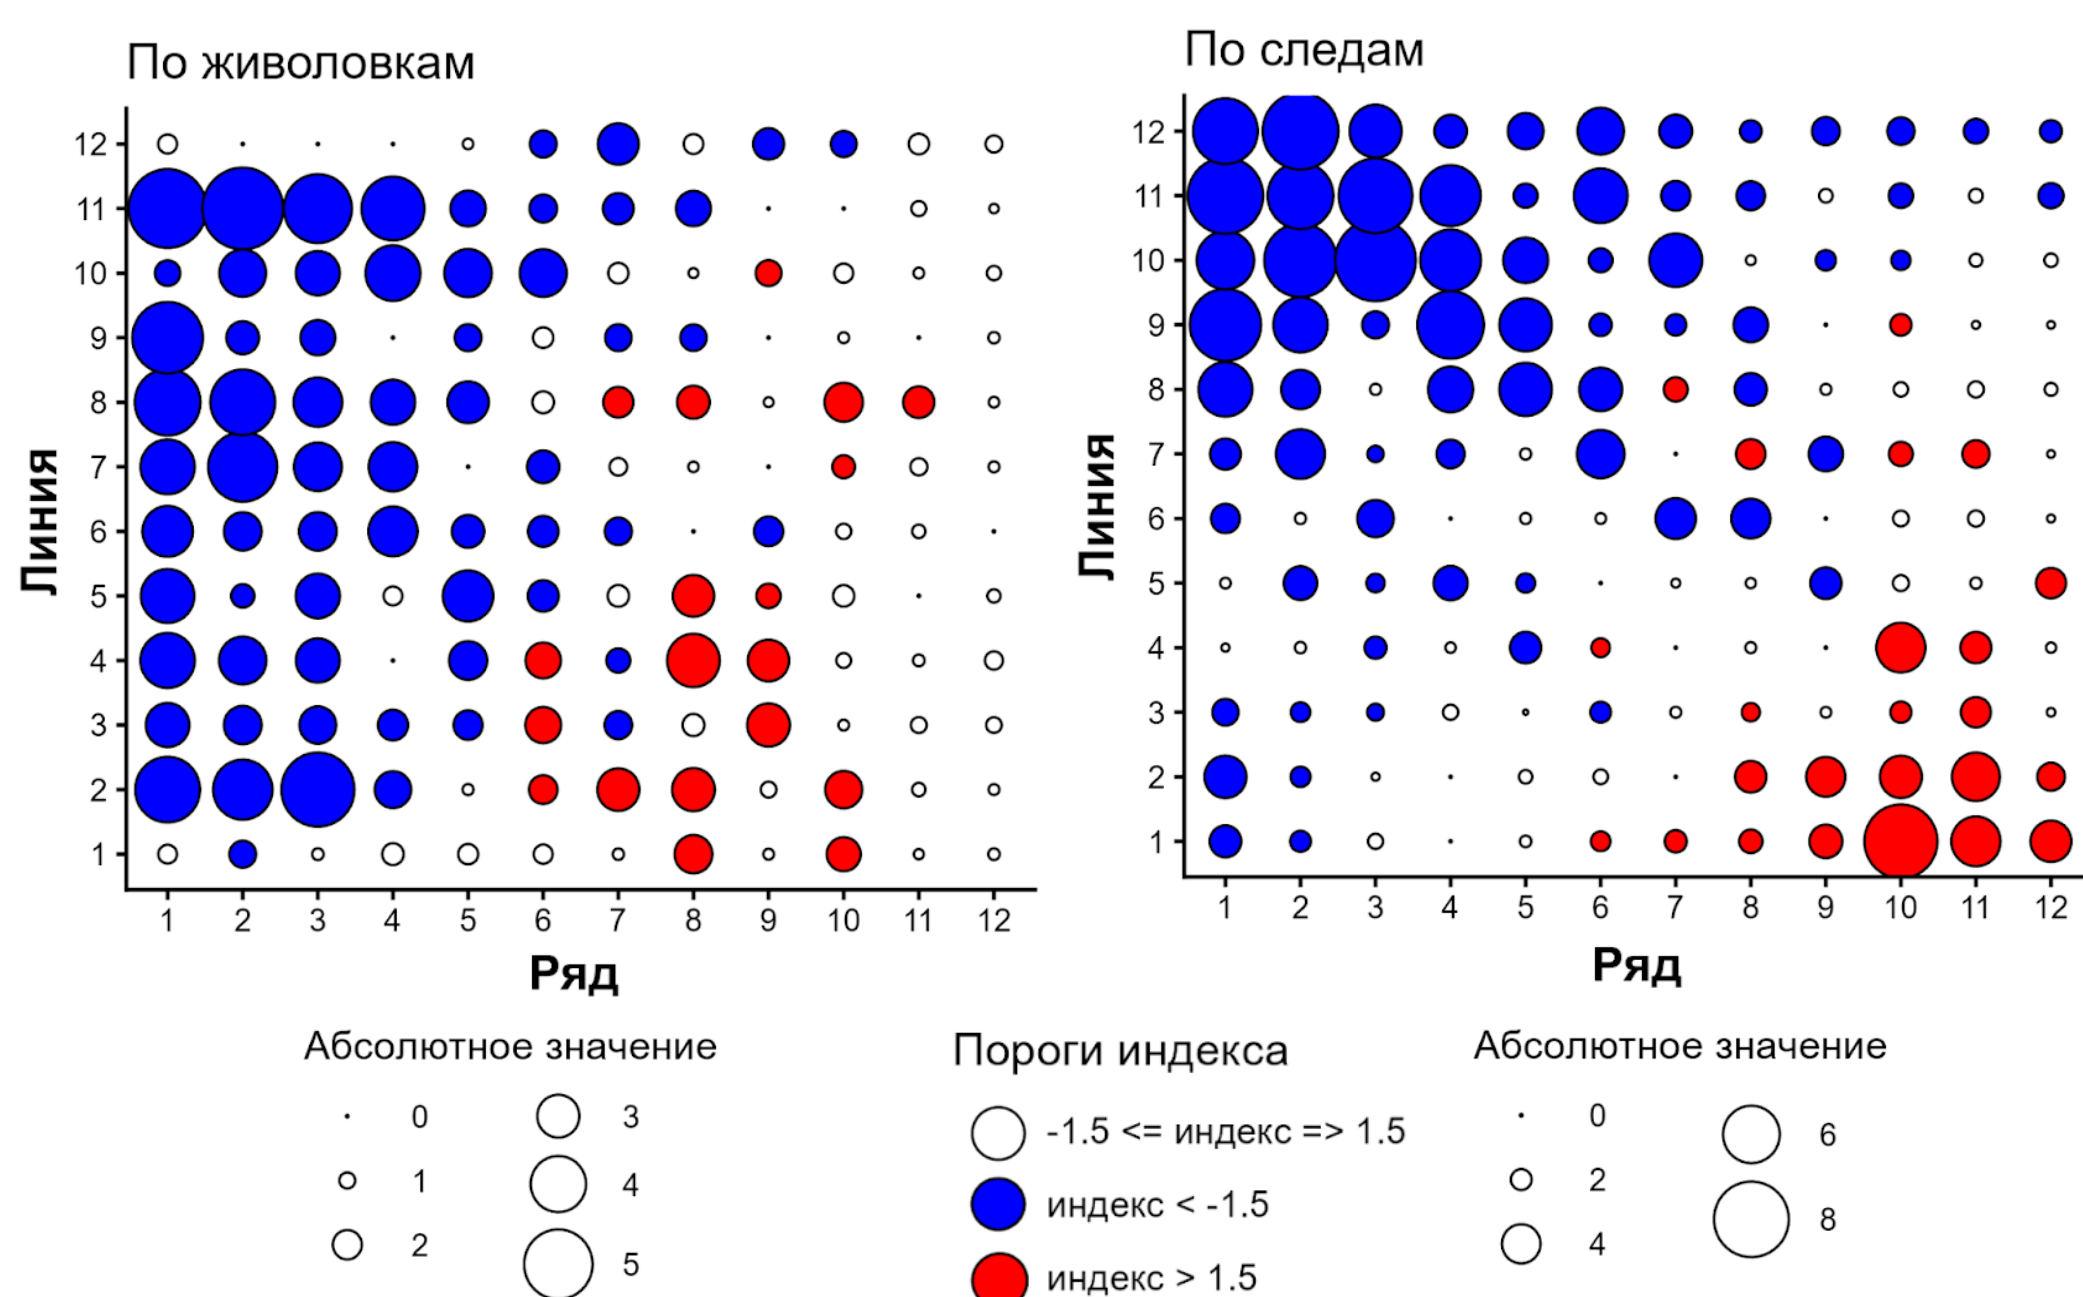 По живоловкам
12
11
10
9
8
7
6
5
4
3
2
1
Линия
1 2 3 4 5 6 7 8 9 10 11 12
Ряд
По следам
12
11
10
9
8
7
6
5
4
3
2
1
Линия
1 2 3 4 5 6 7 8 9 10 11 12
Ряд
Абсолютное значение
0 3
1 4
2 5
Пороги индекса
-1.5 <= индекс => 1.5
индекс < -1.5
индекс > 1.5
Абсолютное значение
0 6
2 8
4